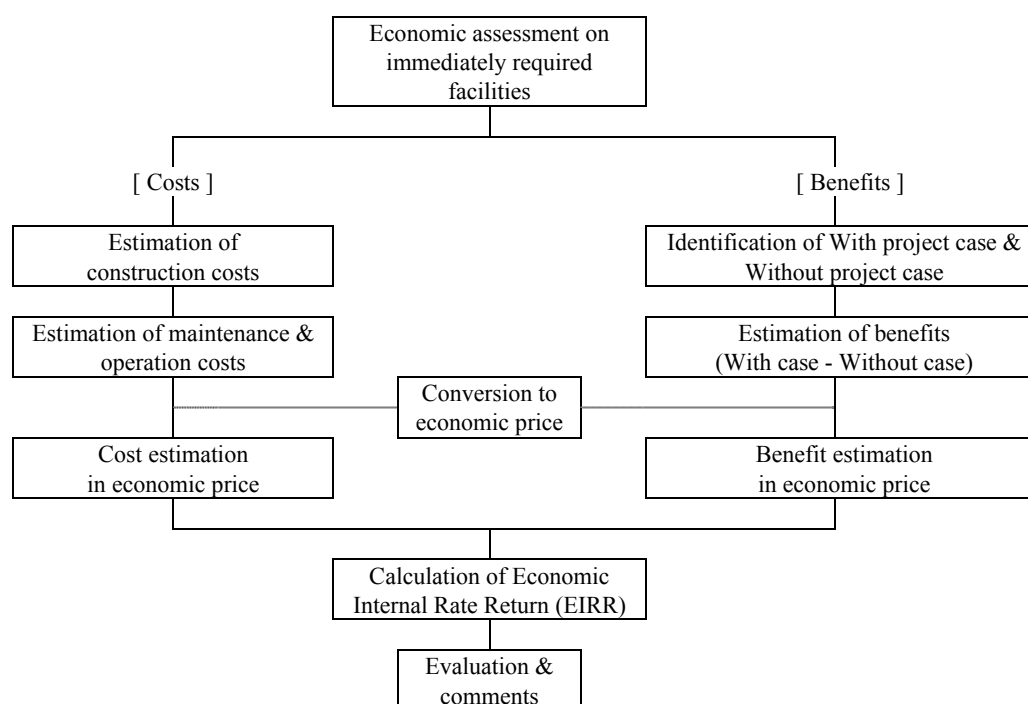 Economic assessment on
immediately required
facilities
[ Costs ]
[ Benefits ]
Estimation of
construction costs
Identification of With project case &
Without project case
Estimation of maintenance &
operation costs
Estimation of benefits
(With case - Without case)
Conversion to
economic price
Cost estimation
in economic price
Benefit estimation
in economic price
Calculation of Economic
Internal Rate Return (EIRR)
Evaluation &
comments